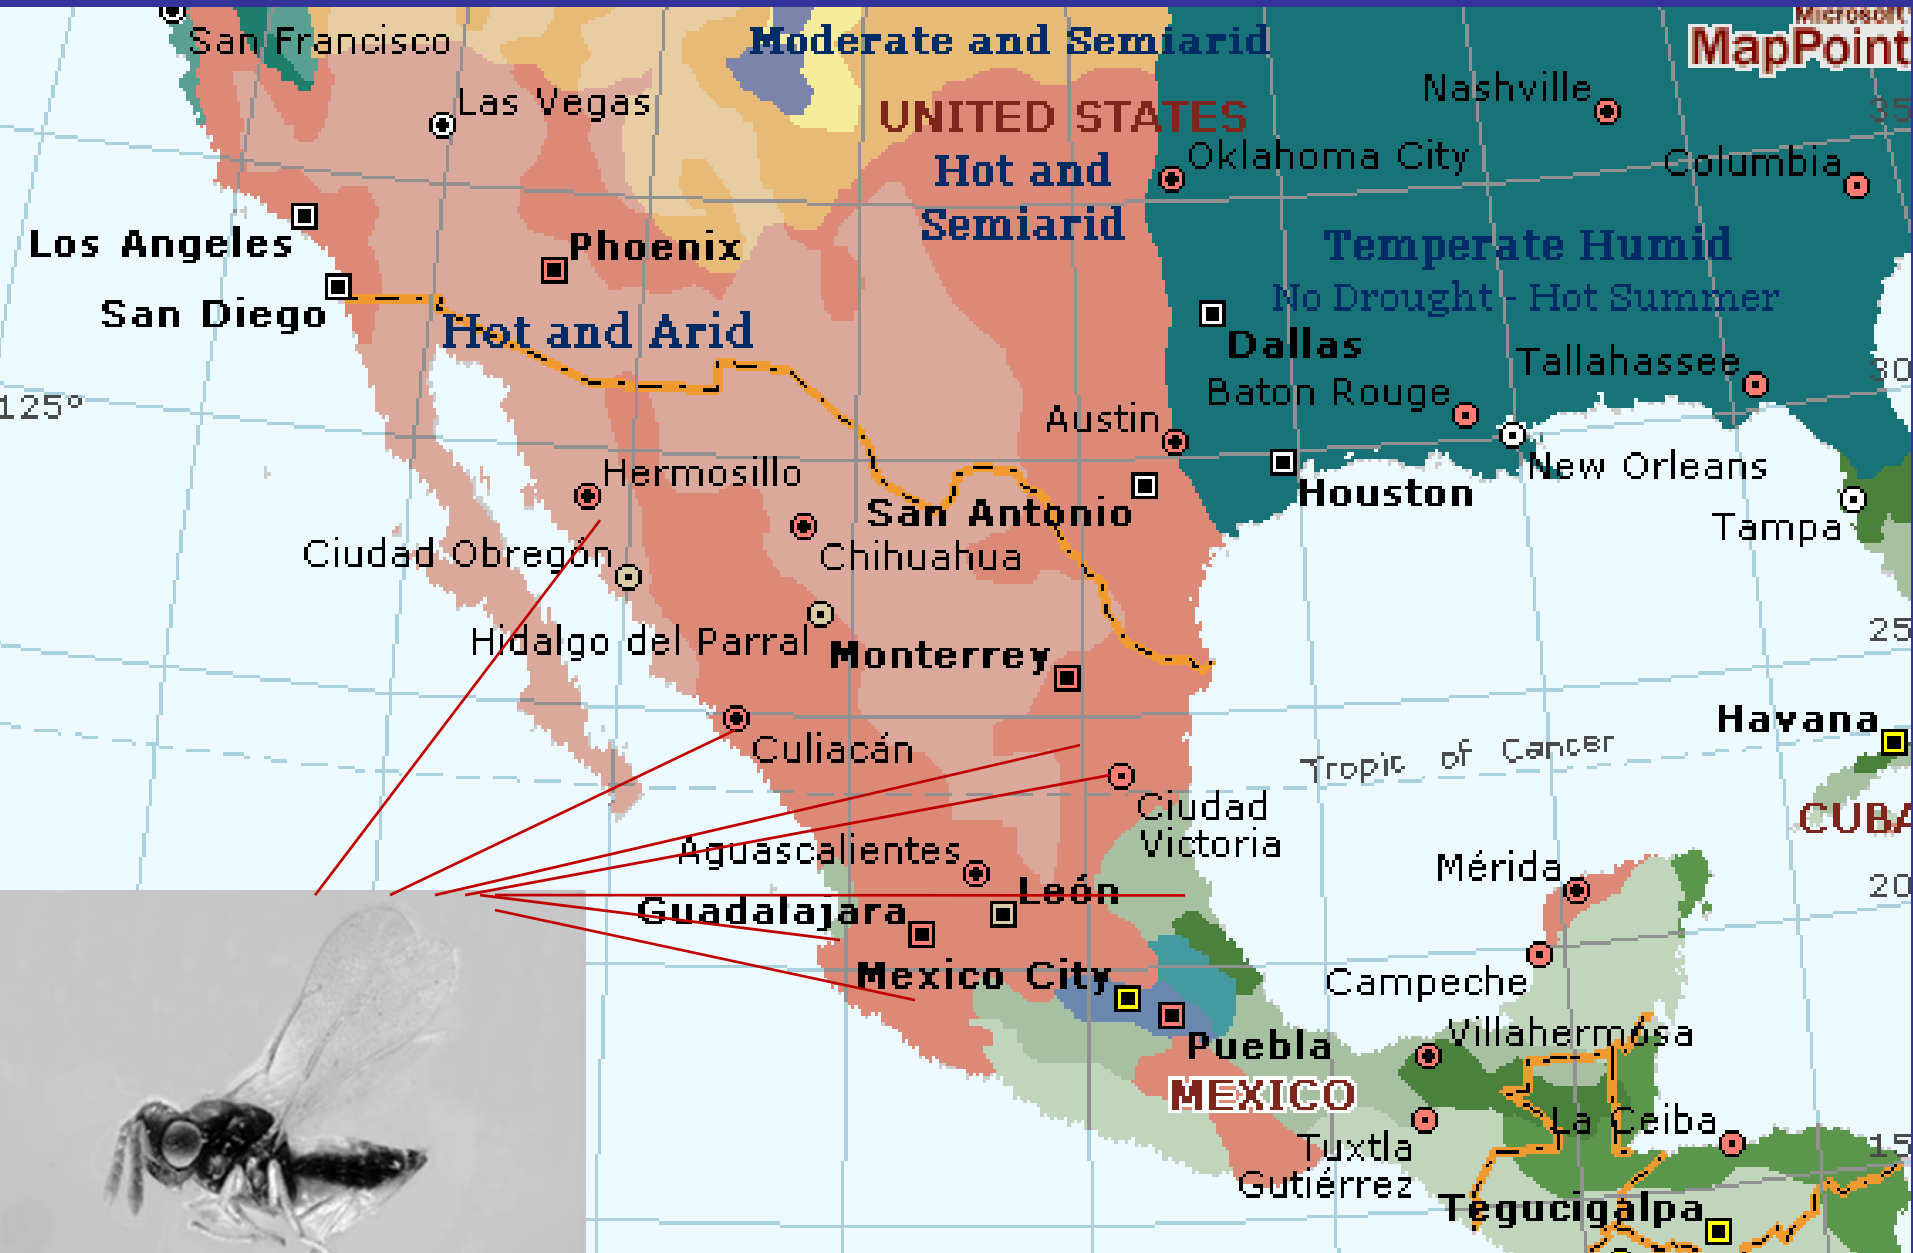 Microsoft
MapPoint
San Francisco
Moderate and Semiarid
Las Vegas
UNITED STATES
Nashville
35
Hot and
Semiarid
Oklahoma City
Columbia
Los Angeles
Phoenix
Temperate Humid
No Drought - Hot Summer
San Diego
Hot and Arid
Dallas
Tallahassee
30
125°
Baton Rouge
Austin
New Orleans
Hermosillo
San Antonio
Houston
Tampa
Ciudad Obregón
Chihuahua
25
Hidalgo del Parral
Monterrey
Havana
Culiacán
Tropic of Cancer
Ciudad
Victoria
CUBA
Aguascalientes
Mérida
20
León
Guadalajara
Mexico City
Campeche
Puebla
Villahermosa
MEXICO
La Ceiba
15
Tuxtla
Gutiérrez
Tegucigalpa